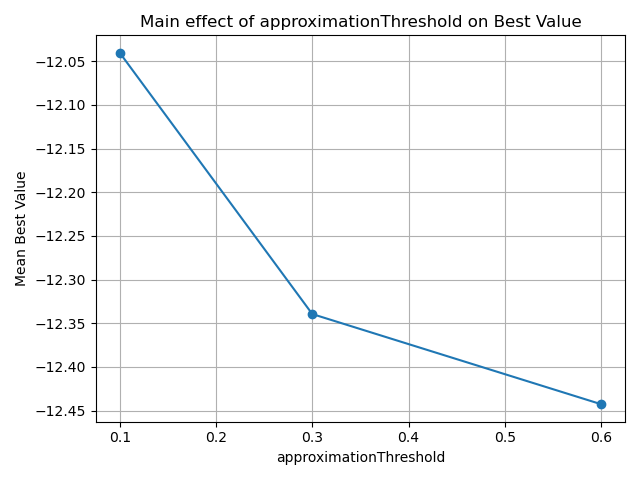 Main effect of approximationThreshold on Best Value
−12.05
−12.10
−12.15
−12.20
−12.25
−12.30
−12.35
−12.40
−12.45
Mean Best Value
0.1 0.2 0.3 0.4 0.5 0.6
approximationThreshold